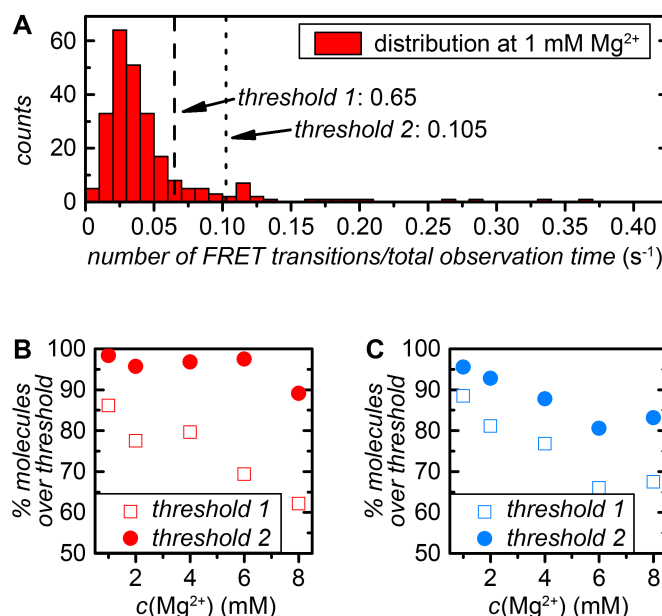 A
distribution at 1 mM Mg²⁺
threshold 1: 0.65
threshold 2: 0.105
counts
60
40
20
0
0 0.05 0.10 0.15 0.20 0.25 0.30 0.35 0.40
number of FRET transitions/total observation time (s⁻¹)
B
% molecules
over threshold
100
90
80
70
60
50
threshold 1
threshold 2
2 4 6 8
c(Mg²⁺) (mM)
C
% molecules
over threshold
100
90
80
70
60
50
threshold 1
threshold 2
2 4 6 8
c(Mg²⁺) (mM)